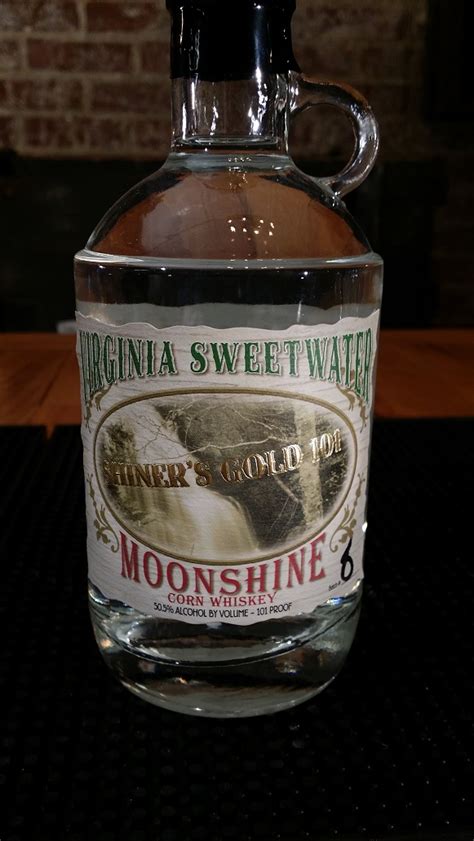 VIRGINIA SWEETWATER
SHINER'S GOLD 101
MOONSHINE
CORN WHISKEY
50.5% ALCOHOL BY VOLUME - 101 PROOF
8